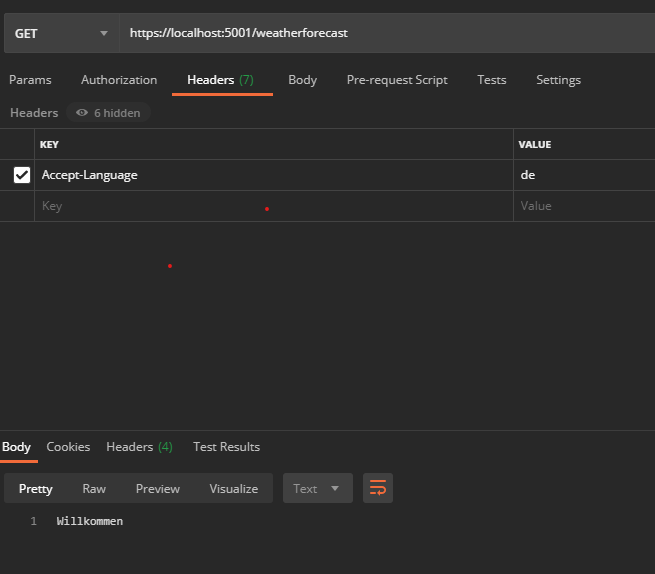 GET https://localhost:5001/weatherforecast
Params Authorization Headers (7) Body Pre-request Script Tests Settings
Headers 6 hidden
KEY VALUE
Accept-Language de
Key Value
Body Cookies Headers (4) Test Results
Pretty Raw Preview Visualize Text
1 Willkommen